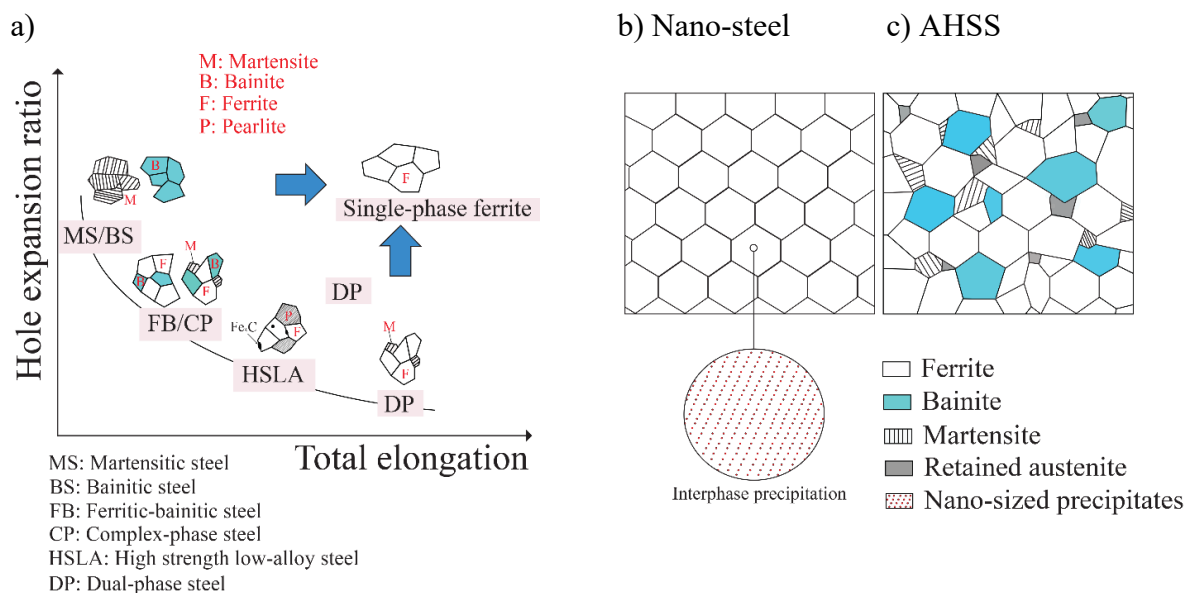 a)
M: Martensite
B: Bainite
F: Ferrite
P: Pearlite
Hole expansion ratio
B
M
MS/BS
F
Single-phase ferrite
B
F
M
B
F
FB/CP
Fe₃C
P
F
HSLA
DP
M
F
DP
Total elongation
MS: Martensitic steel
BS: Bainitic steel
FB: Ferritic-bainitic steel
CP: Complex-phase steel
HSLA: High strength low-alloy steel
DP: Dual-phase steel
b) Nano-steel
Interphase precipitation
c) AHSS
Ferrite
Bainite
Martensite
Retained austenite
Nano-sized precipitates